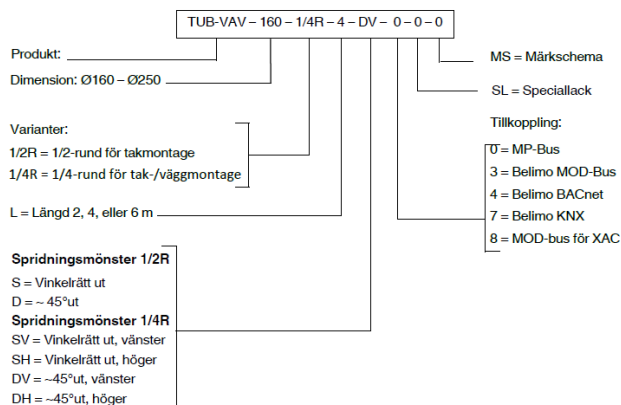 TUB-VAV – 160 – 1/4R – 4 – DV – 0 – 0 – 0
Produkt:
Dimension: Ø160 – Ø250
Varianter:
1/2R = 1/2-rund för takmontage
1/4R = 1/4-rund för tak-/väggmontage
L = Längd 2, 4, eller 6 m
Spridningsmönster 1/2R
S = Vinkelrätt ut
D = ~ 45°ut
Spridningsmönster 1/4R
SV = Vinkelrätt ut, vänster
SH = Vinkelrätt ut, höger
DV = ~45°ut, vänster
DH = ~45°ut, höger
MS = Märkschema
SL = Speciallack
Tillkoppling:
0 = MP-Bus
3 = Belimo MOD-Bus
4 = Belimo BACnet
7 = Belimo KNX
8 = MOD-bus för XAC